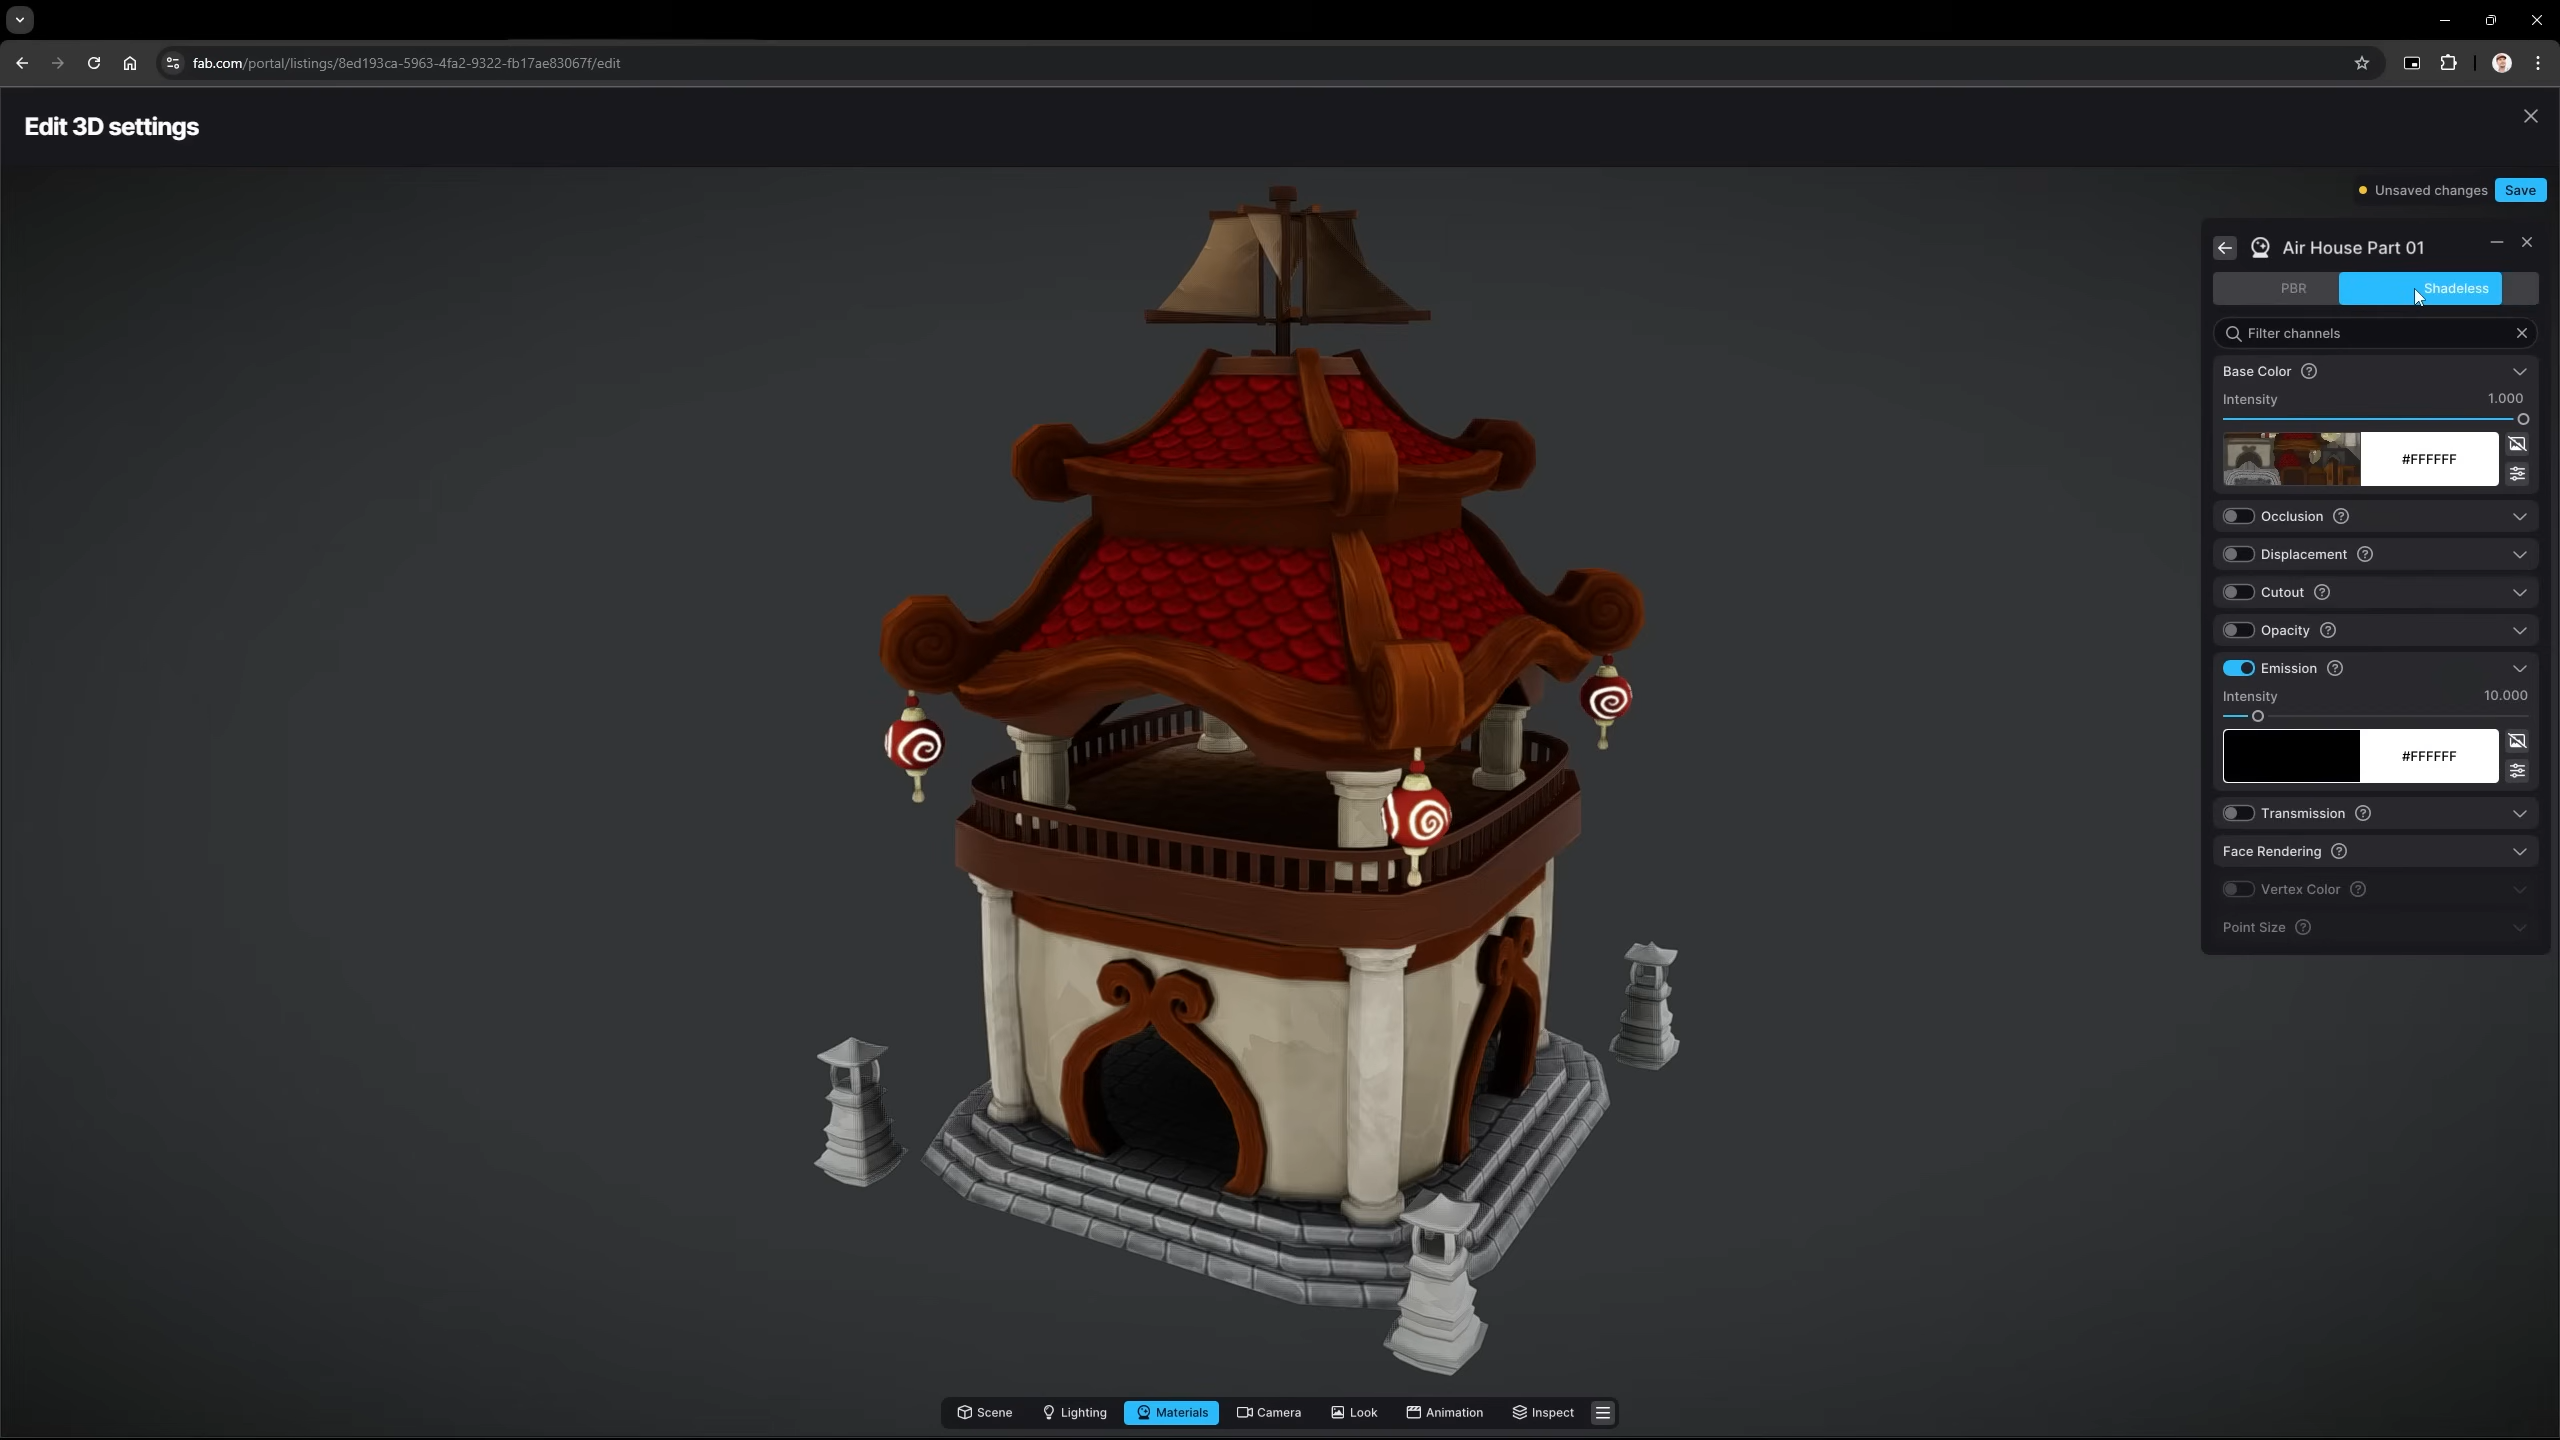 fab.com/portal/listings/8ed193ca-5963-4fa2-9322-fb17ae83067f/edit
Edit 3D settings
Unsaved changes
Save
Air House Part 01
PBR
Shadeless
Filter channels
Base Color
Intensity 1.000
#FFFFFF
Occlusion
Displacement
Cutout
Opacity
Emission
Intensity 10.000
#FFFFFF
Transmission
Face Rendering
Vertex Color
Point Size
Scene Lighting Materials Camera Look Animation Inspect